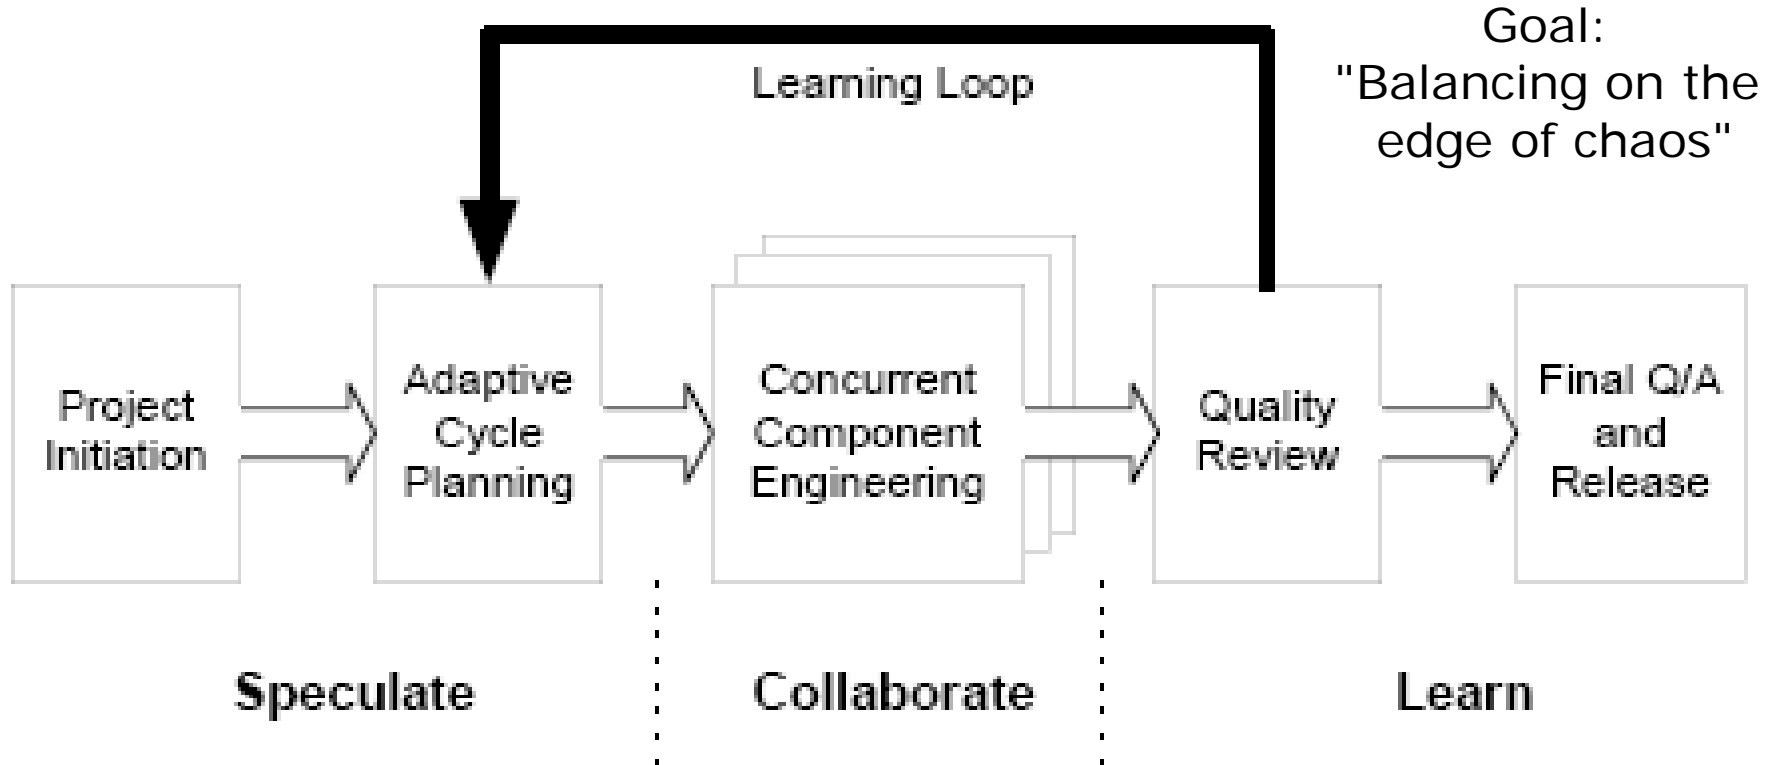 Goal:
"Balancing on the
edge of chaos"
Learning Loop
Project
Initiation
Adaptive
Cycle
Planning
Concurrent
Component
Engineering
Quality
Review
Final Q/A
and
Release
Speculate
Collaborate
Learn